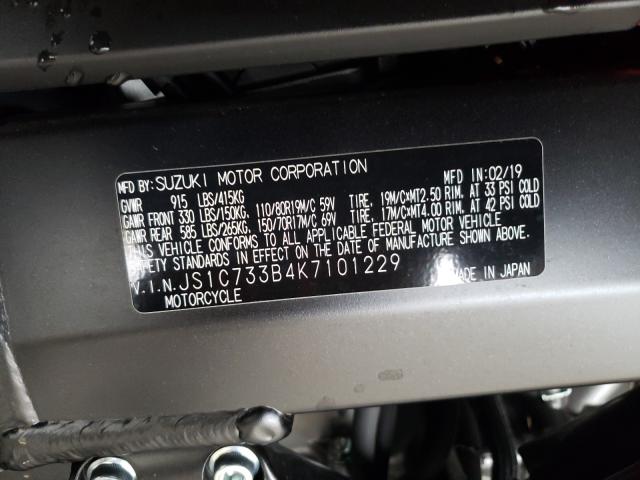 MFD BY:SUZUKI MOTOR CORPORATION MFD IN:02/19
GVWR 915 LBS/415KG
GAWR FRONT 330 LBS/150KG, 110/80R19M/C 59V TIRE, 19M/C×MT2.50 RIM, AT 33 PSI COLD
GAWR REAR 585 LBS/265KG, 150/70R17M/C 69V TIRE, 17M/C×MT4.00 RIM, AT 42 PSI COLD
THIS VEHICLE CONFORMS TO ALL APPLICABLE FEDERAL MOTOR VEHICLE
SAFETY STANDARDS IN EFFECT ON THE DATE OF MANUFACTURE SHOWN ABOVE.
V.I.N.JS1C733B4K7101229 MADE IN JAPAN
MOTORCYCLE